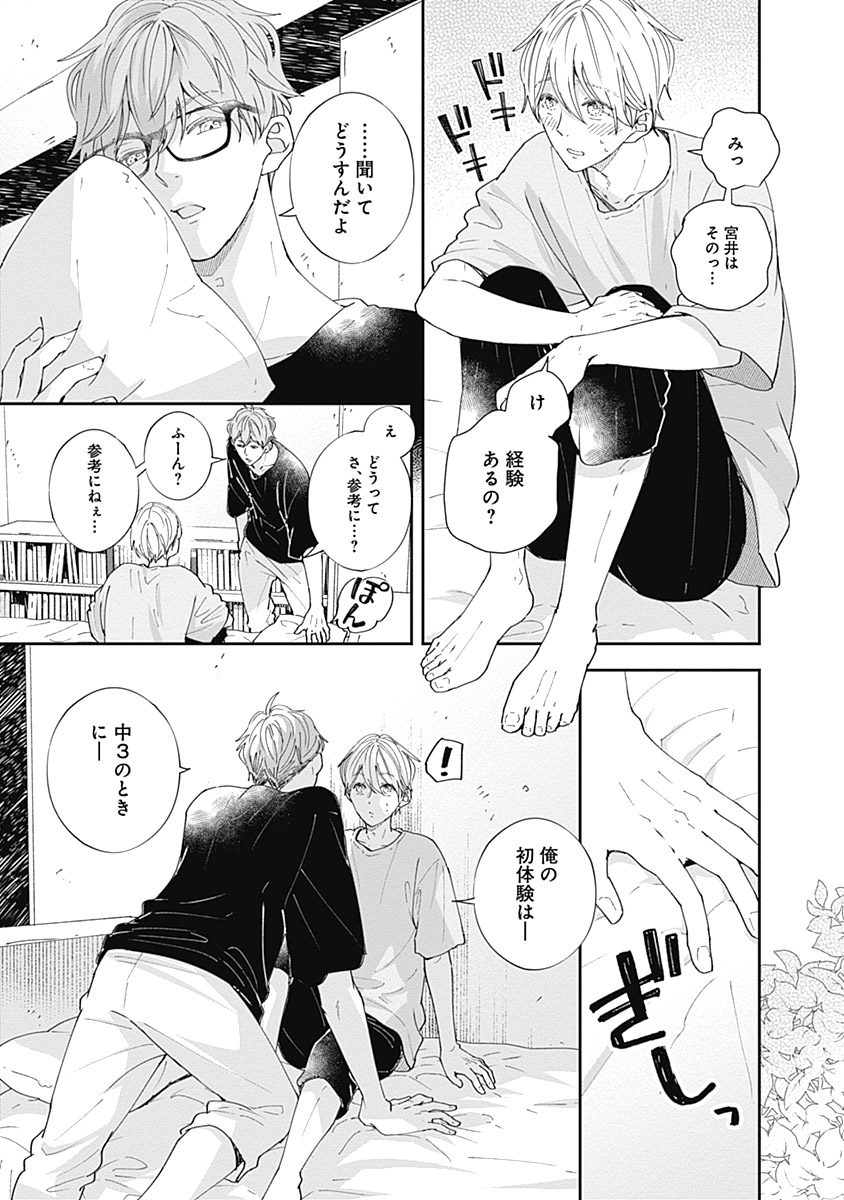 みっ
宮井は
そのっ…
ドキ
ドキ
け
経験
あるの?
……聞いて
どうすんだよ
え
どうって
さ、参考に…?
ぽん
ふーん?
参考にねぇ…
ぎしっ
俺の
初体験はー
!
中3のとき
にー